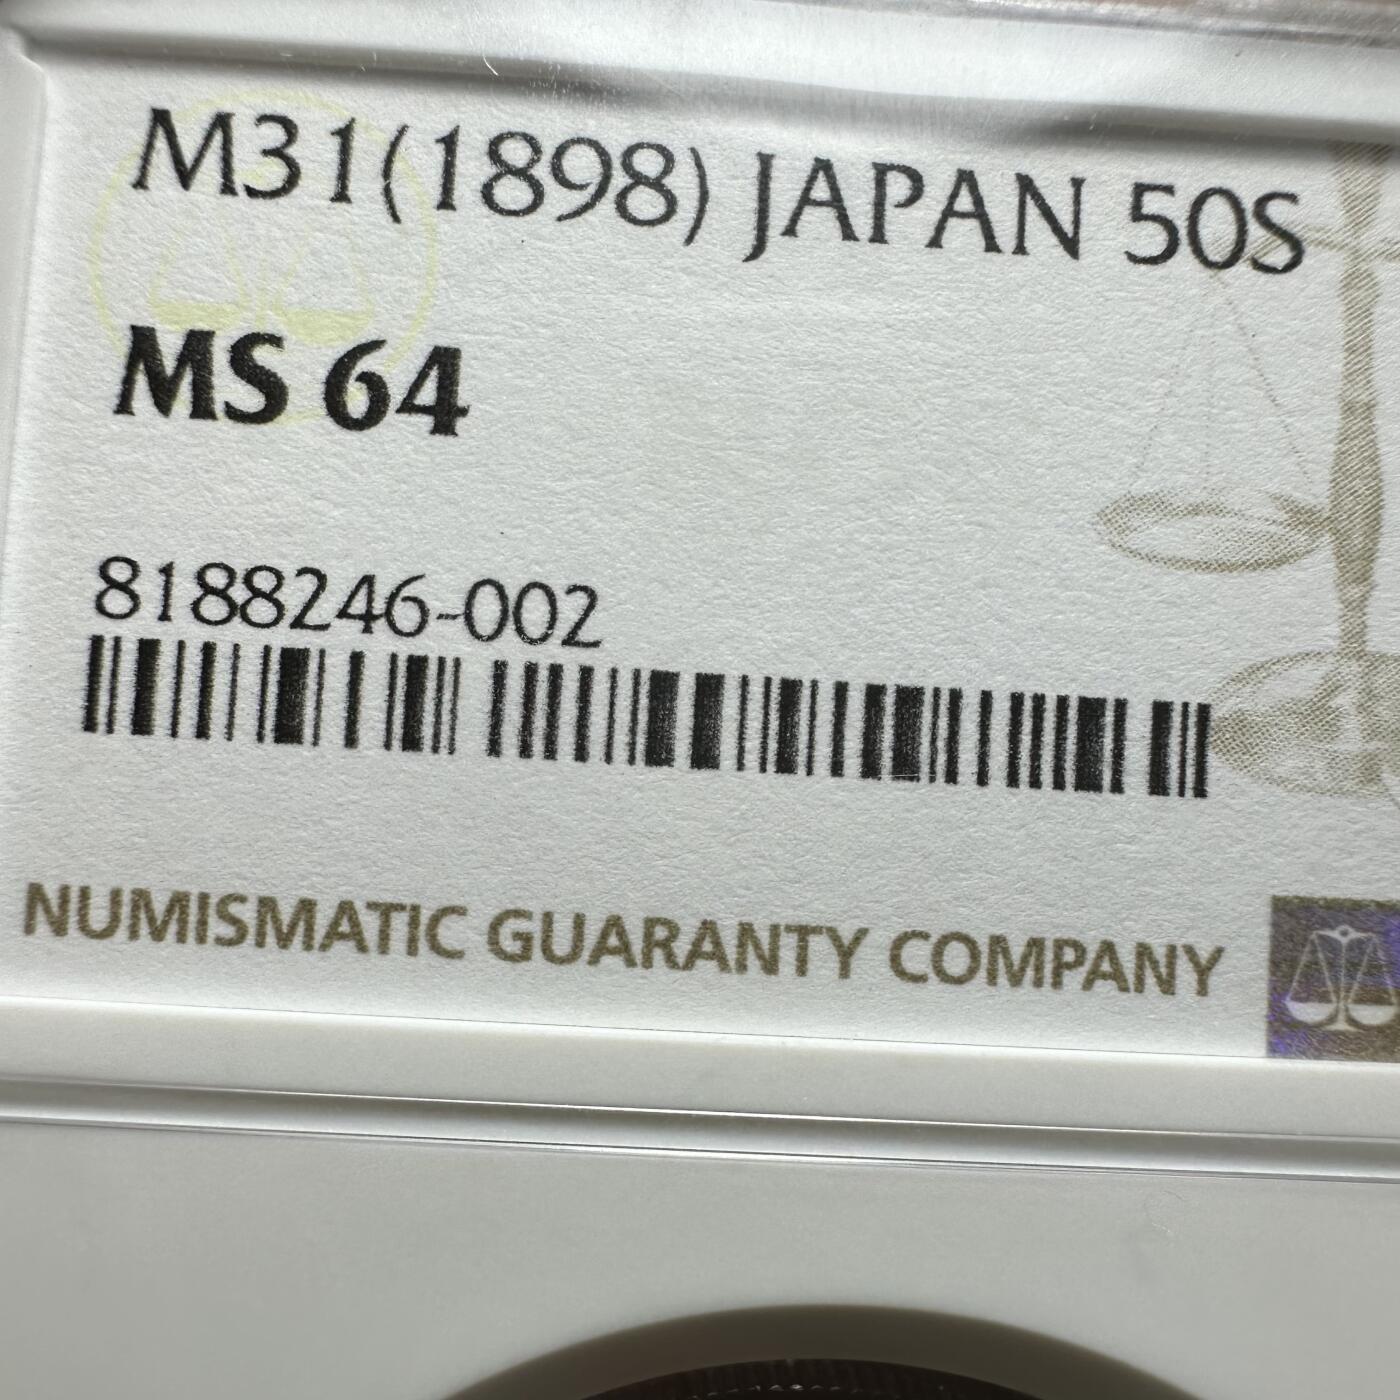 M31(1898) JAPAN 50S
MS 64
8188246-002
NUMISMATIC GUARANTY COMPANY